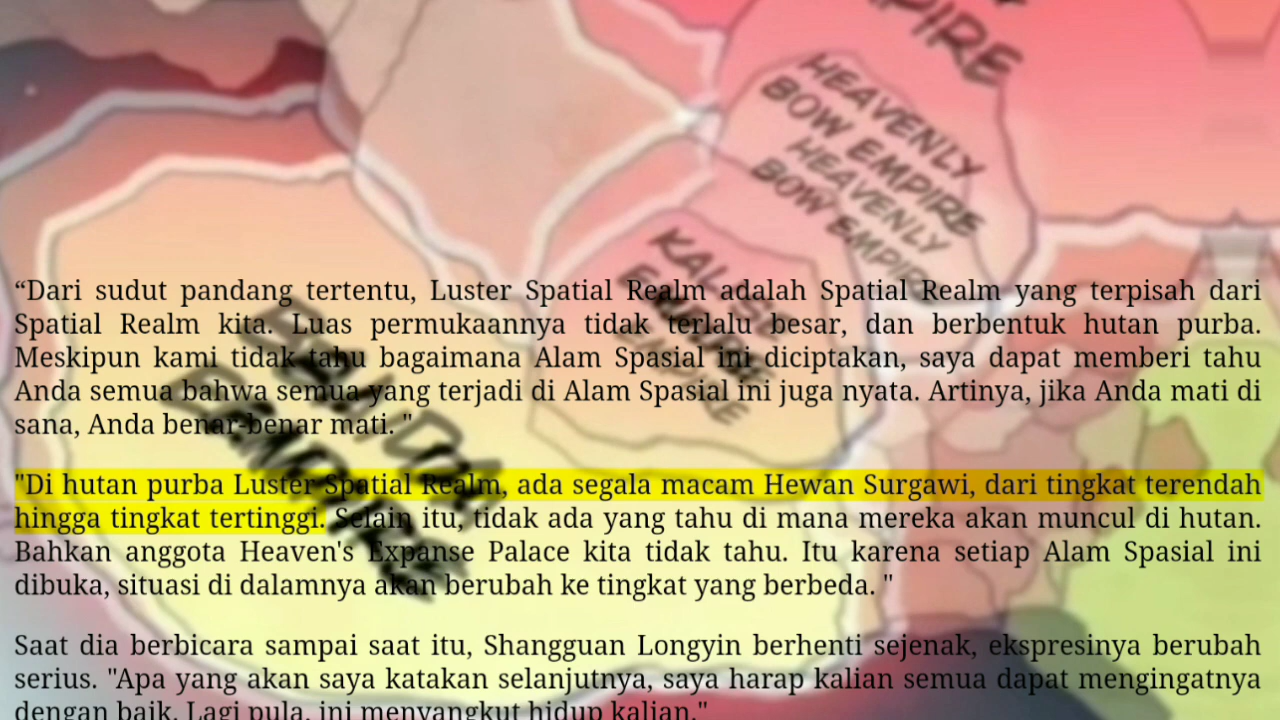 EMPIRE
HEAVENLY
BOW EMPIRE
HEAVENLY
BOW EMPIRE
KALISE
EMPIRE
“Dari sudut pandang tertentu, Luster Spatial Realm adalah Spatial Realm yang terpisah dari
Spatial Realm kita. Luas permukaannya tidak terlalu besar, dan berbentuk hutan purba.
Meskipun kami tidak tahu bagaimana Alam Spasial ini diciptakan, saya dapat memberi tahu
Anda semua bahwa semua yang terjadi di Alam Spasial ini juga nyata. Artinya, jika Anda mati di
sana, Anda benar-benar mati. "
"Di hutan purba Luster Spatial Realm, ada segala macam Hewan Surgawi, dari tingkat terendah
hingga tingkat tertinggi. Selain itu, tidak ada yang tahu di mana mereka akan muncul di hutan.
Bahkan anggota Heaven's Expanse Palace kita tidak tahu. Itu karena setiap Alam Spasial ini
dibuka, situasi di dalamnya akan berubah ke tingkat yang berbeda. "
Saat dia berbicara sampai saat itu, Shangguan Longyin berhenti sejenak, ekspresinya berubah
serius. "Apa yang akan saya katakan selanjutnya, saya harap kalian semua dapat mengingatnya
dengan baik. Lagi pula, ini menyangkut hidup kalian."